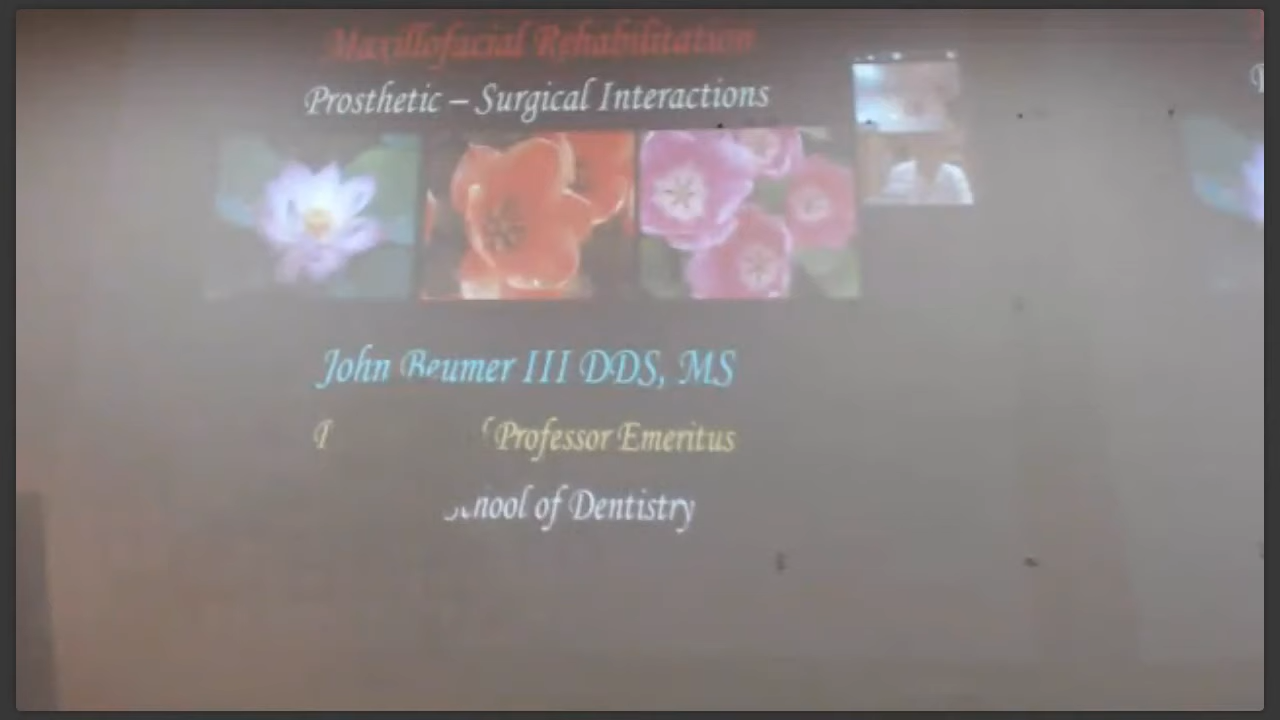 Maxillofacial Rehabilitation
Prosthetic – Surgical Interactions
John Beumer III DDS, MS
Professor Emeritus
School of Dentistry